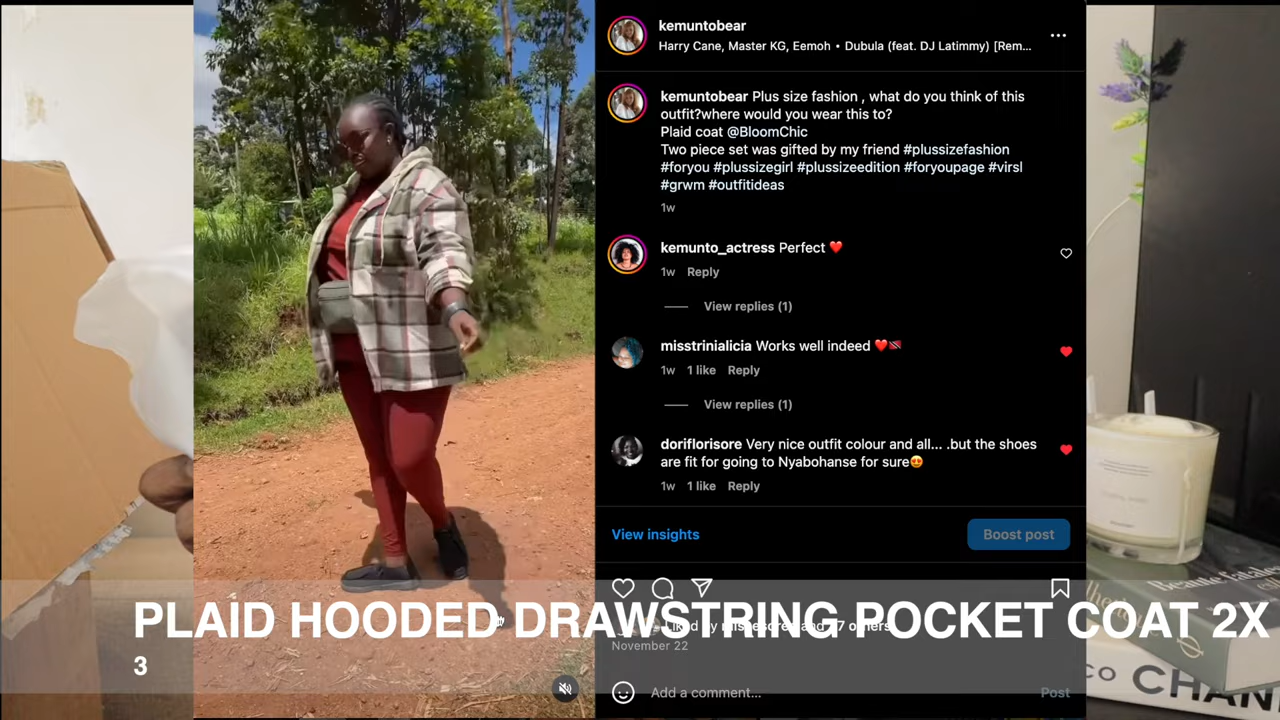 kemuntobear
Harry Cane, Master KG, Eemoh • Dubula (feat. DJ Latimmy) [Rem...
kemuntobear Plus size fashion , what do you think of this
outfit?where would you wear this to?
Plaid coat @BloomChic
Two piece set was gifted by my friend #plussizefashion
#foryou #plussizegirl #plussizeedition #foryoupage #virsl
#grwm #outfitideas
1w
kemunto_actress Perfect ❤️
1w Reply
View replies (1)
misstrinialicia Works well indeed ❤️🇹🇹
1w 1 like Reply
View replies (1)
doriflorisore Very nice outfit colour and all... .but the shoes
are fit for going to Nyabohanse for sure😍
1w 1 like Reply
View insights
Boost post
PLAID HOODED DRAWSTRING POCKET COAT 2X
3
November 22
Add a comment...
Post
CHAN